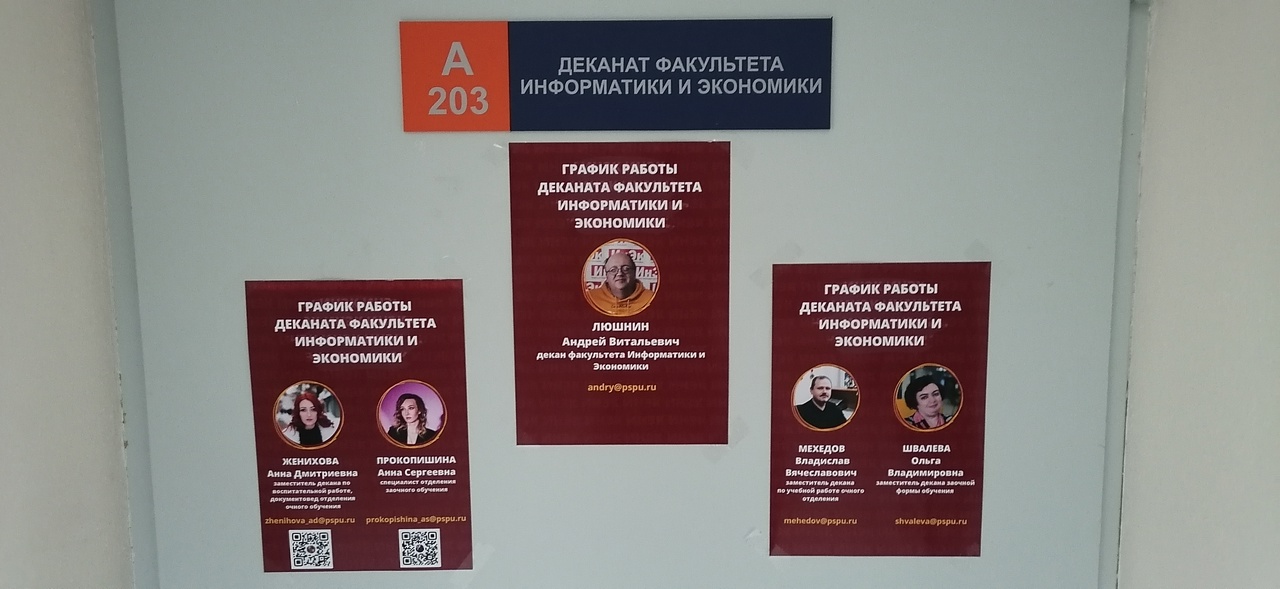 А
203
ДЕКАНАТ ФАКУЛЬТЕТА
ИНФОРМАТИКИ И ЭКОНОМИКИ
ГРАФИК РАБОТЫ
ДЕКАНАТА ФАКУЛЬТЕТА
ИНФОРМАТИКИ И
ЭКОНОМИКИ
ЛЮШНИН
Андрей Витальевич
декан факультета Информатики и
Экономики
andry@pspu.ru
ГРАФИК РАБОТЫ
ДЕКАНАТА ФАКУЛЬТЕТА
ИНФОРМАТИКИ И
ЭКОНОМИКИ
ЖЕНИХОВА
Анна Дмитриевна
заместитель декана по
воспитательной работе,
документовед отделения
очного обучения
zhenihova_ad@pspu.ru
ПРОКОПИШИНА
Анна Сергеевна
специалист отделения
заочного обучения
prokopishina_as@pspu.ru
ГРАФИК РАБОТЫ
ДЕКАНАТА ФАКУЛЬТЕТА
ИНФОРМАТИКИ И
ЭКОНОМИКИ
МЕХЕДОВ
Владислав
Вячеславович
заместитель декана
по учебной работе очного
отделения
mehedov@pspu.ru
ШВАЛЕВА
Ольга
Владимировна
заместитель декана заочной
формы обучения
shvaleva@pspu.ru